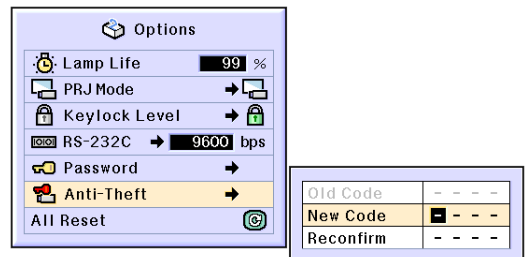 Options
Lamp Life 99 %
PRJ Mode
Keylock Level
RS-232C 9600 bps
Password
Anti-Theft
All Reset
Old Code - - - -
New Code - - - -
Reconfirm - - - -